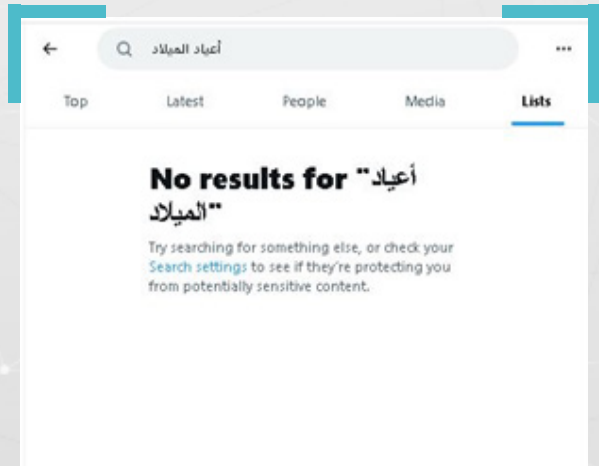 أعياد الميلاد
Top Latest People Media Lists
No results for "أعياد
الميلاد"
Try searching for something else, or check your
Search settings to see if they're protecting you
from potentially sensitive content.